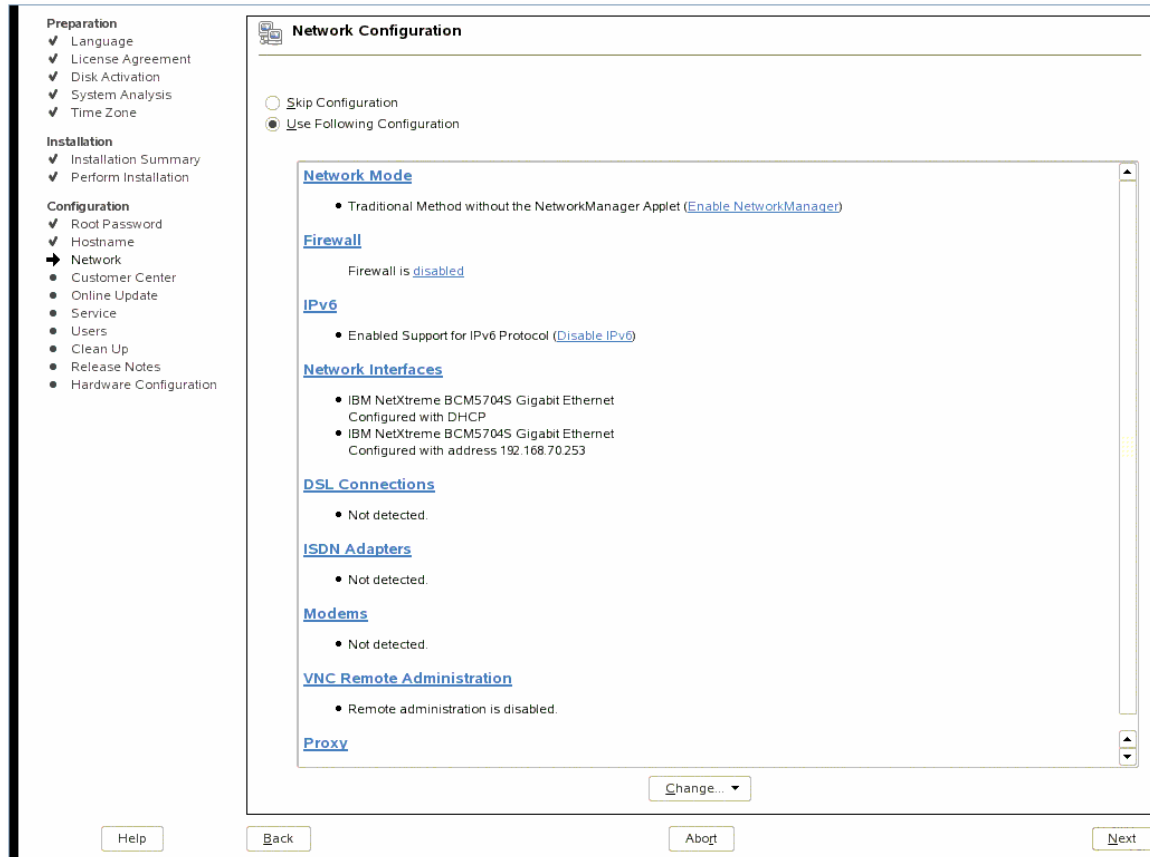 Preparation
Language
License Agreement
Disk Activation
System Analysis
Time Zone
Installation
Installation Summary
Perform Installation
Configuration
Root Password
Hostname
Network
Customer Center
Online Update
Service
Users
Clean Up
Release Notes
Hardware Configuration
Network Configuration
Skip Configuration
Use Following Configuration
Network Mode
Traditional Method without the NetworkManager Applet (Enable NetworkManager)
Firewall
Firewall is disabled
IPv6
Enabled Support for IPv6 Protocol (Disable IPv6)
Network Interfaces
IBM NetXtreme BCM5704S Gigabit Ethernet
Configured with DHCP
IBM NetXtreme BCM5704S Gigabit Ethernet
Configured with address 192.168.70.253
DSL Connections
Not detected.
ISDN Adapters
Not detected.
Modems
Not detected.
VNC Remote Administration
Remote administration is disabled.
Proxy
Change...
Help
Back
Abort
Next